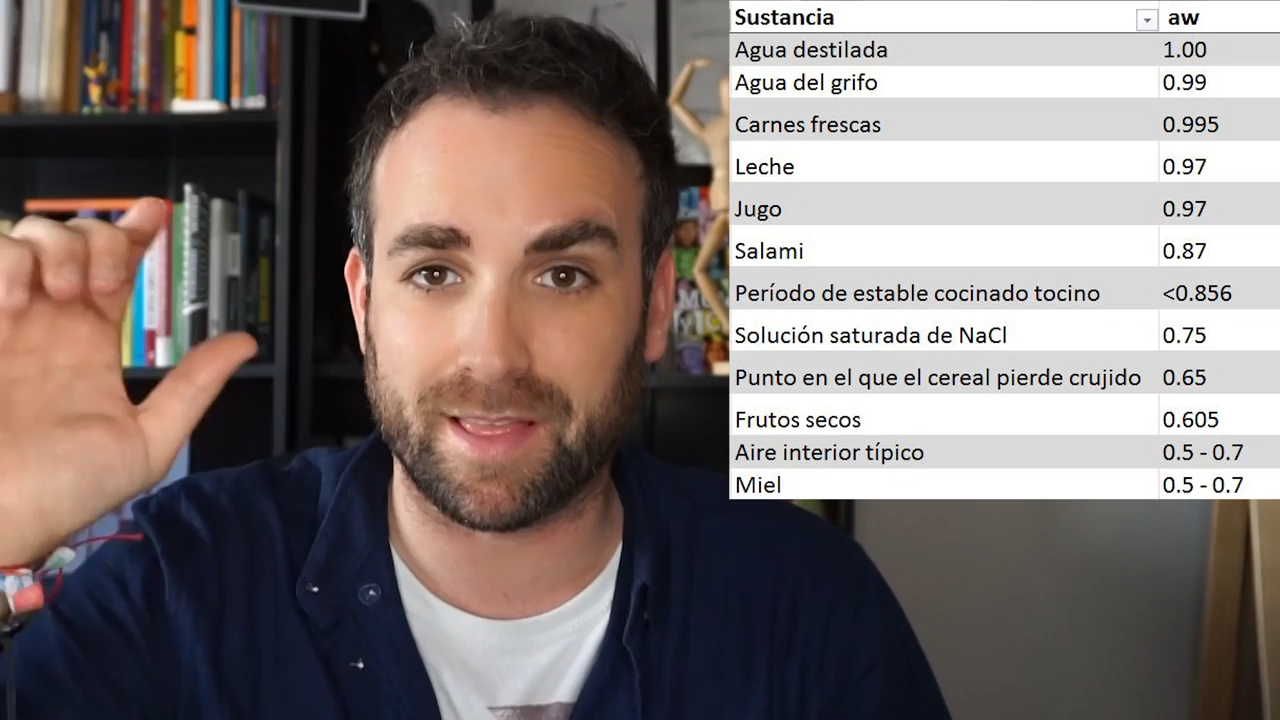 Sustancia aw
Agua destilada 1.00
Agua del grifo 0.99
Carnes frescas 0.995
Leche 0.97
Jugo 0.97
Salami 0.87
Período de estable cocinado tocino <0.856
Solución saturada de NaCl 0.75
Punto en el que el cereal pierde crujido 0.65
Frutos secos 0.605
Aire interior típico 0.5 - 0.7
Miel 0.5 - 0.7